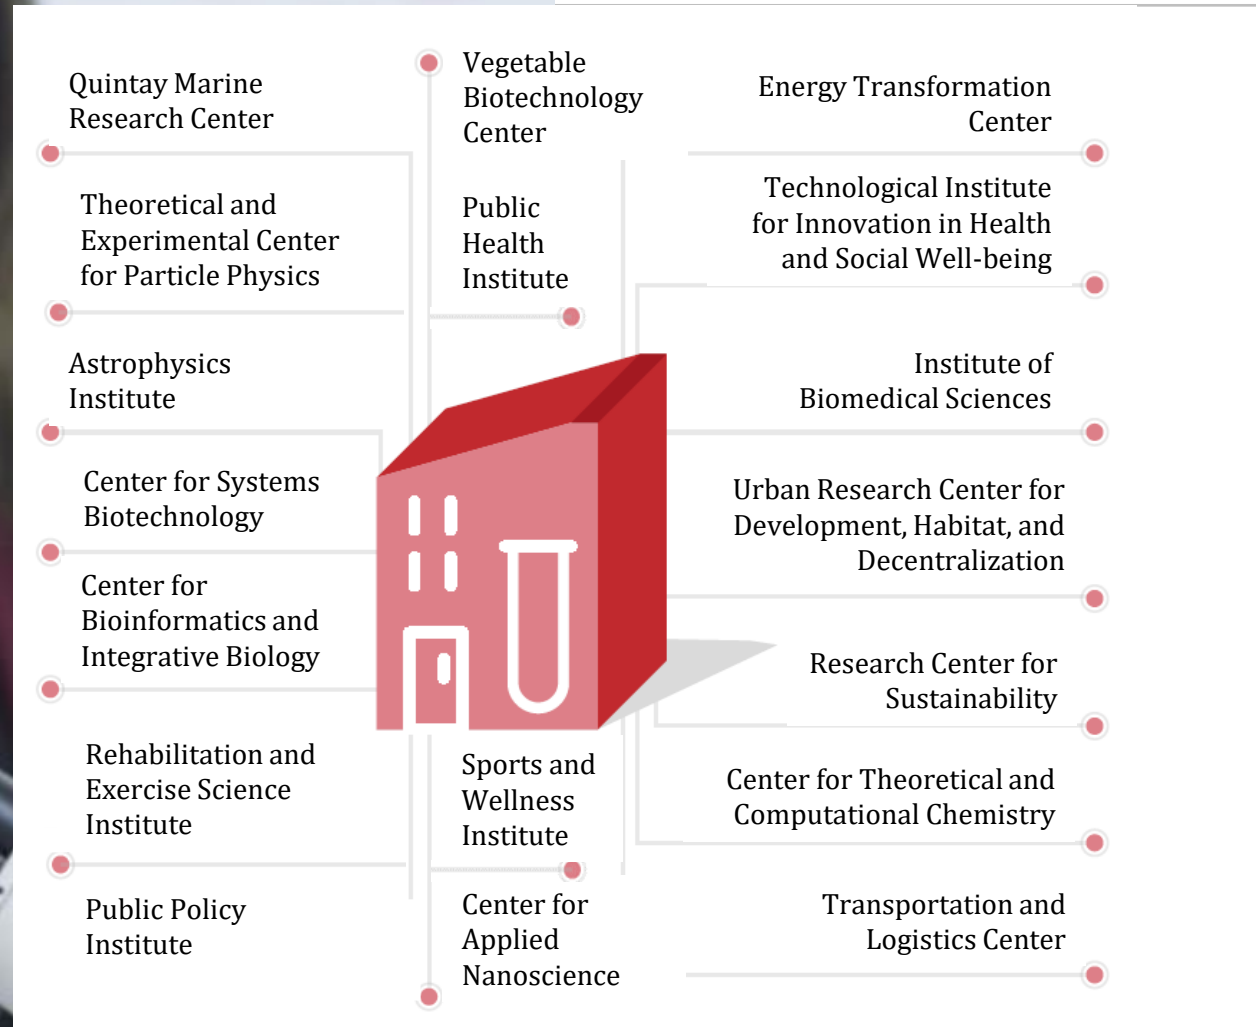 Quintay Marine
Research Center
Theoretical and
Experimental Center
for Particle Physics
Astrophysics
Institute
Center for Systems
Biotechnology
Center for
Bioinformatics and
Integrative Biology
Rehabilitation and
Exercise Science
Institute
Public Policy
Institute
Vegetable
Biotechnology
Center
Public
Health
Institute
Sports and
Wellness
Institute
Center for
Applied
Nanoscience
Energy Transformation
Center
Technological Institute
for Innovation in Health
and Social Well-being
Institute of
Biomedical Sciences
Urban Research Center for
Development, Habitat, and
Decentralization
Research Center for
Sustainability
Center for Theoretical and
Computational Chemistry
Transportation and
Logistics Center